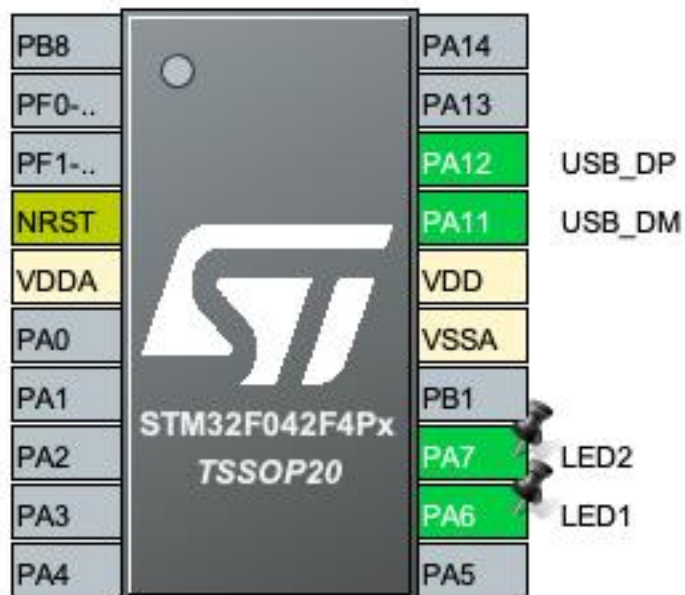 PB8 PA14
PF0-.. PA13
PF1-.. PA12 USB_DP
NRST PA11 USB_DM
VDDA VDD
PA0 VSSA
PA1 PB1
STM32F042F4Px
PA2 TSSOP20 PA7 LED2
PA3 PA6 LED1
PA4 PA5